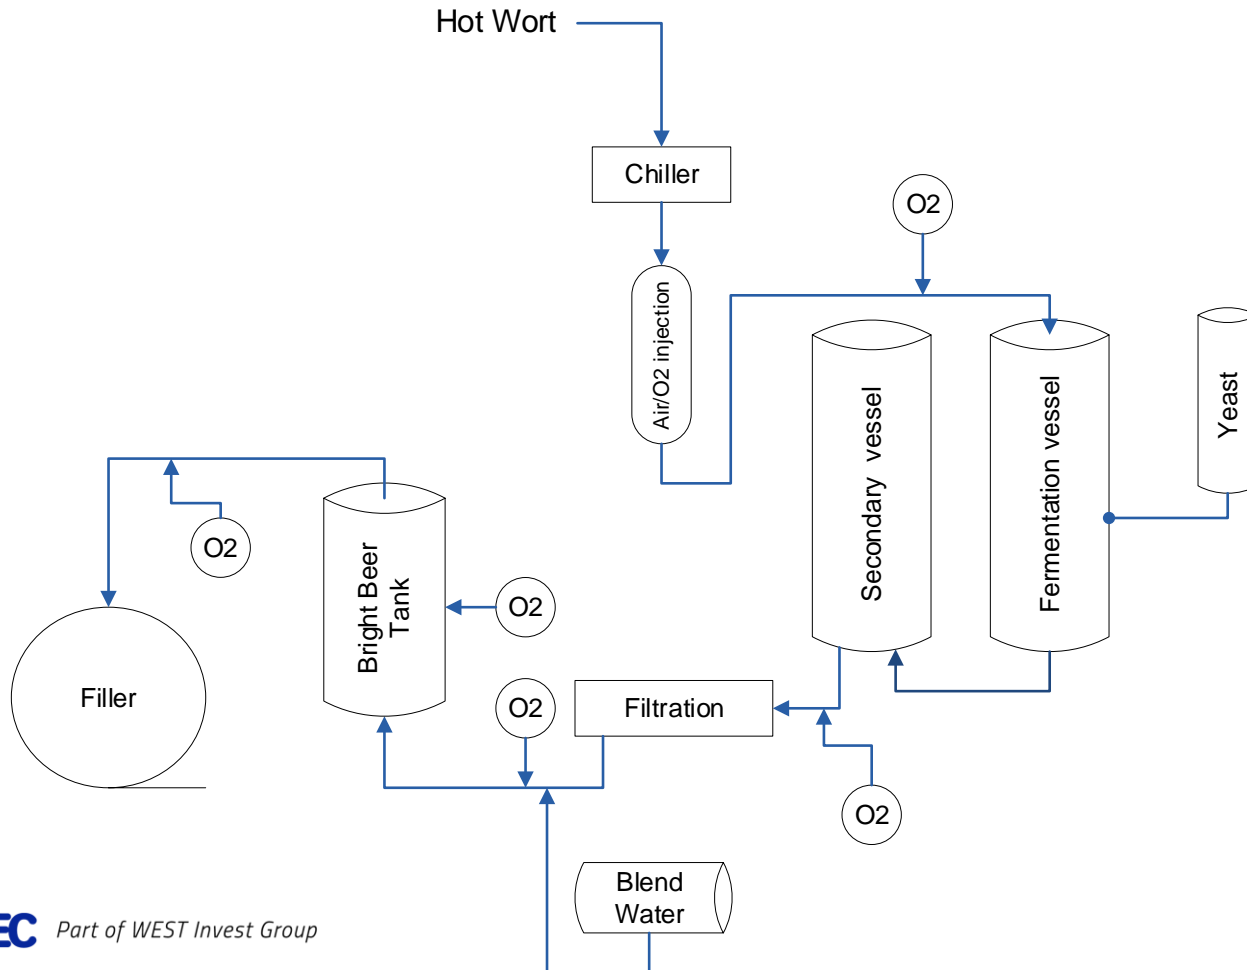 Hot Wort
Chiller
O2
Air/O2 injection
Secondary vessel
Fermentation vessel
Yeast
O2
Bright Beer
Tank
O2
Filler
O2
Filtration
O2
Blend
Water
EC Part of WEST Invest Group